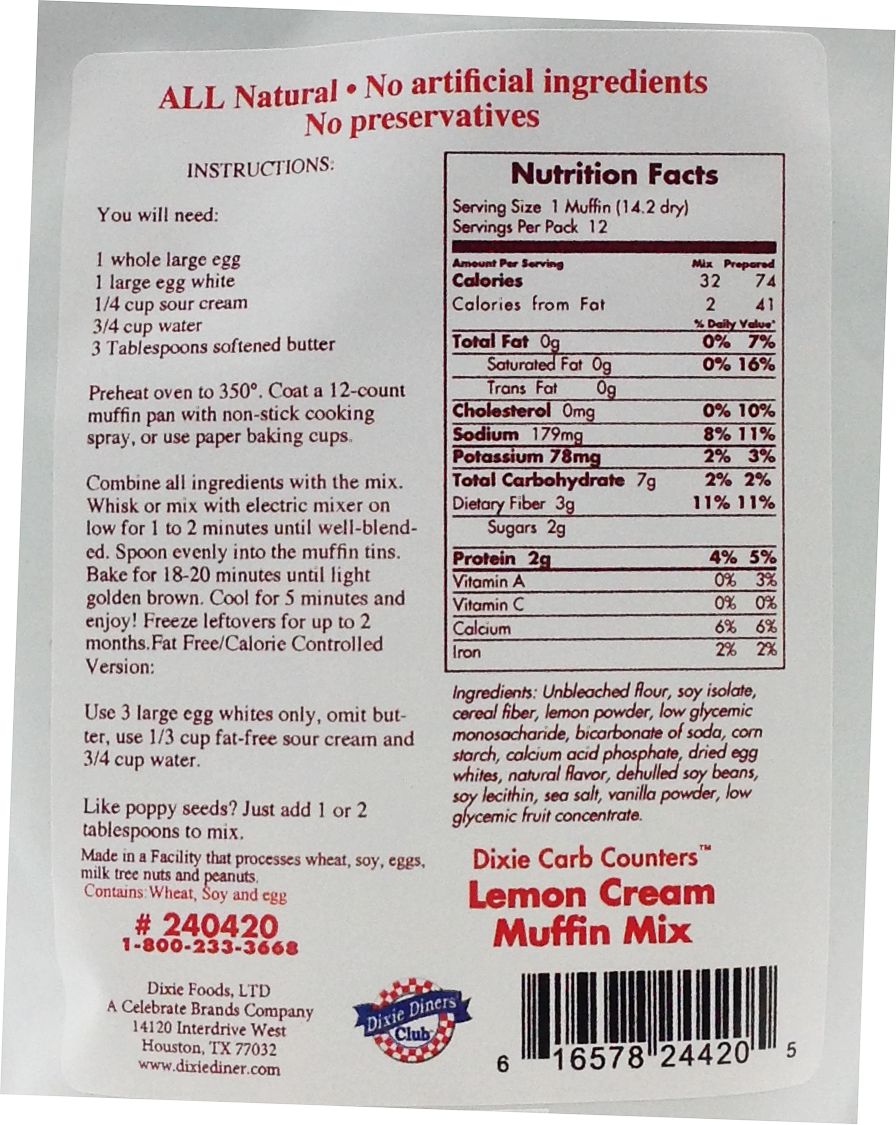 ALL Natural • No artificial ingredients
No preservatives
INSTRUCTIONS:
You will need:
1 whole large egg
1 large egg white
1/4 cup sour cream
3/4 cup water
3 Tablespoons softened butter
Preheat oven to 350°. Coat a 12-count
muffin pan with non-stick cooking
spray, or use paper baking cups.
Combine all ingredients with the mix.
Whisk or mix with electric mixer on
low for 1 to 2 minutes until well-blend-
ed. Spoon evenly into the muffin tins.
Bake for 18-20 minutes until light
golden brown. Cool for 5 minutes and
enjoy! Freeze leftovers for up to 2
months.Fat Free/Calorie Controlled
Version:
Use 3 large egg whites only, omit but-
ter, use 1/3 cup fat-free sour cream and
3/4 cup water.
Like poppy seeds? Just add 1 or 2
tablespoons to mix.
Made in a Facility that processes wheat, soy, eggs,
milk tree nuts and peanuts.
Contains:Wheat, Soy and egg
# 240420
1-800-233-3668
Dixie Foods, LTD
A Celebrate Brands Company
14120 Interdrive West
Houston, TX 77032
www.dixiediner.com
Dixie Diners'
Club
Nutrition Facts
Serving Size 1 Muffin (14.2 dry)
Servings Per Pack 12
Amount Per Serving Mix Prepared
Calories 32 74
Calories from Fat 2 41
% Daily Value*
Total Fat 0g 0% 7%
Saturated Fat 0g 0% 16%
Trans Fat 0g
Cholesterol 0mg 0% 10%
Sodium 179mg 8% 11%
Potassium 78mg 2% 3%
Total Carbohydrate 7g 2% 2%
Dietary Fiber 3g 11% 11%
Sugars 2g
Protein 2g 4% 5%
Vitamin A 0% 3%
Vitamin C 0% 0%
Calcium 6% 6%
Iron 2% 2%
Ingredients: Unbleached flour, soy isolate,
cereal fiber, lemon powder, low glycemic
monosacharide, bicarbonate of soda, corn
starch, calcium acid phosphate, dried egg
whites, natural flavor, dehulled soy beans,
soy lecithin, sea salt, vanilla powder, low
glycemic fruit concentrate.
Dixie Carb Counters™
Lemon Cream
Muffin Mix
6 16578 24420 5